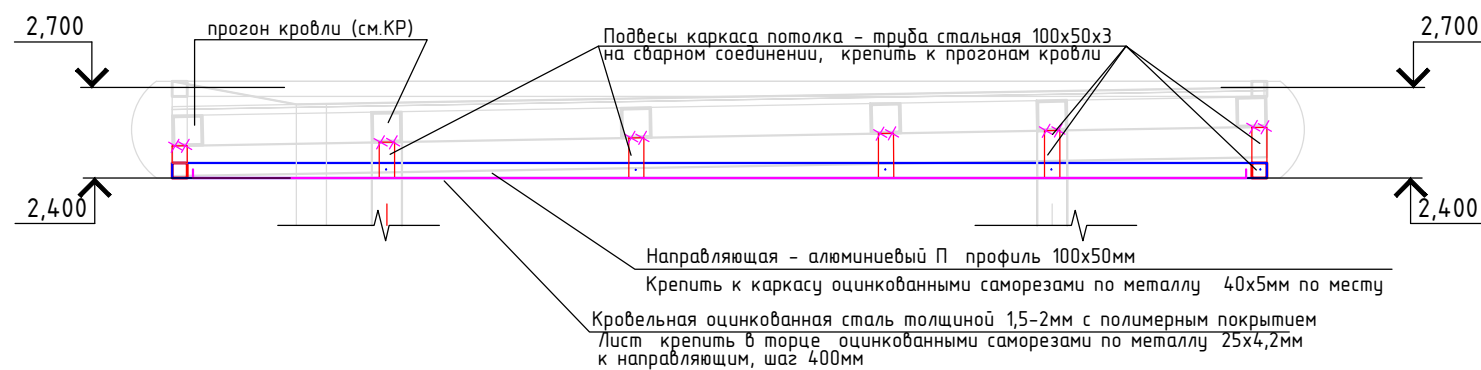 2,700
прогон кровли (см.КР)
Подвесы каркаса потолка - труба стальная 100х50х3
на сварном соединении, крепить к прогонам кровли
2,700
2,400
2,400
Направляющая - алюминиевый П профиль 100х50мм
Крепить к каркасу оцинкованными саморезами по металлу 40х5мм по месту
Кровельная оцинкованная сталь толщиной 1,5-2мм с полимерным покрытием
Лист крепить в торце оцинкованными саморезами по металлу 25х4,2мм
к направляющим, шаг 400мм